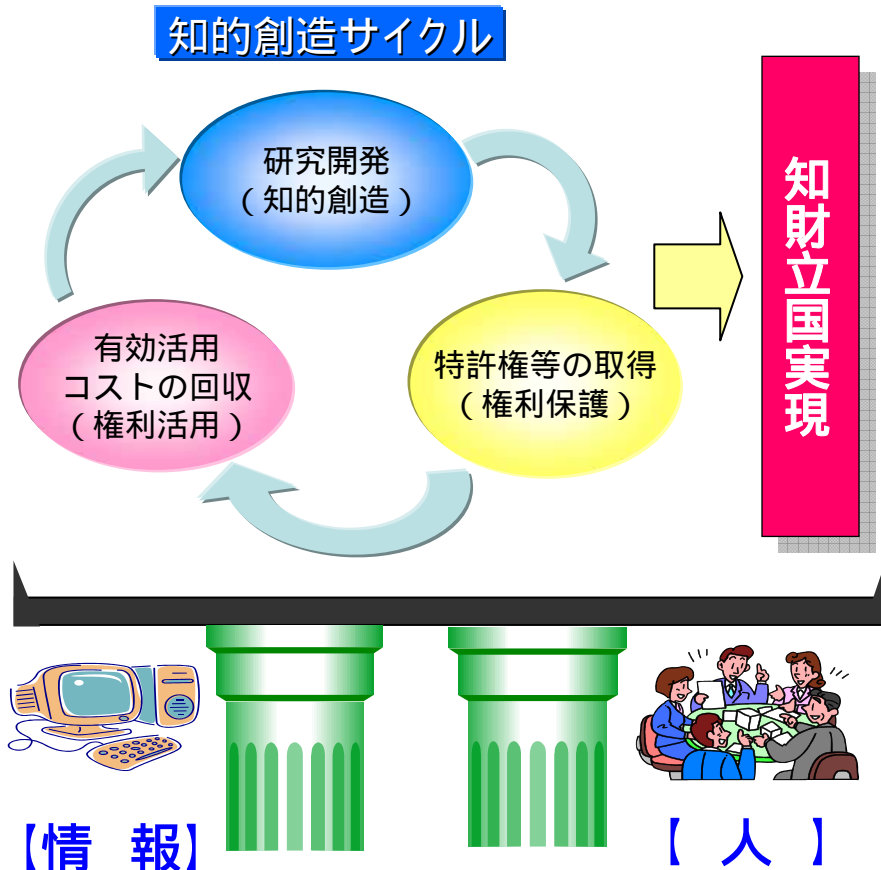 知的創造サイクル
研究開発
（知的創造）
特許権等の取得
（権利保護）
有効活用
コストの回収
（権利活用）
知財立国実現
【情　報】
【　人　】